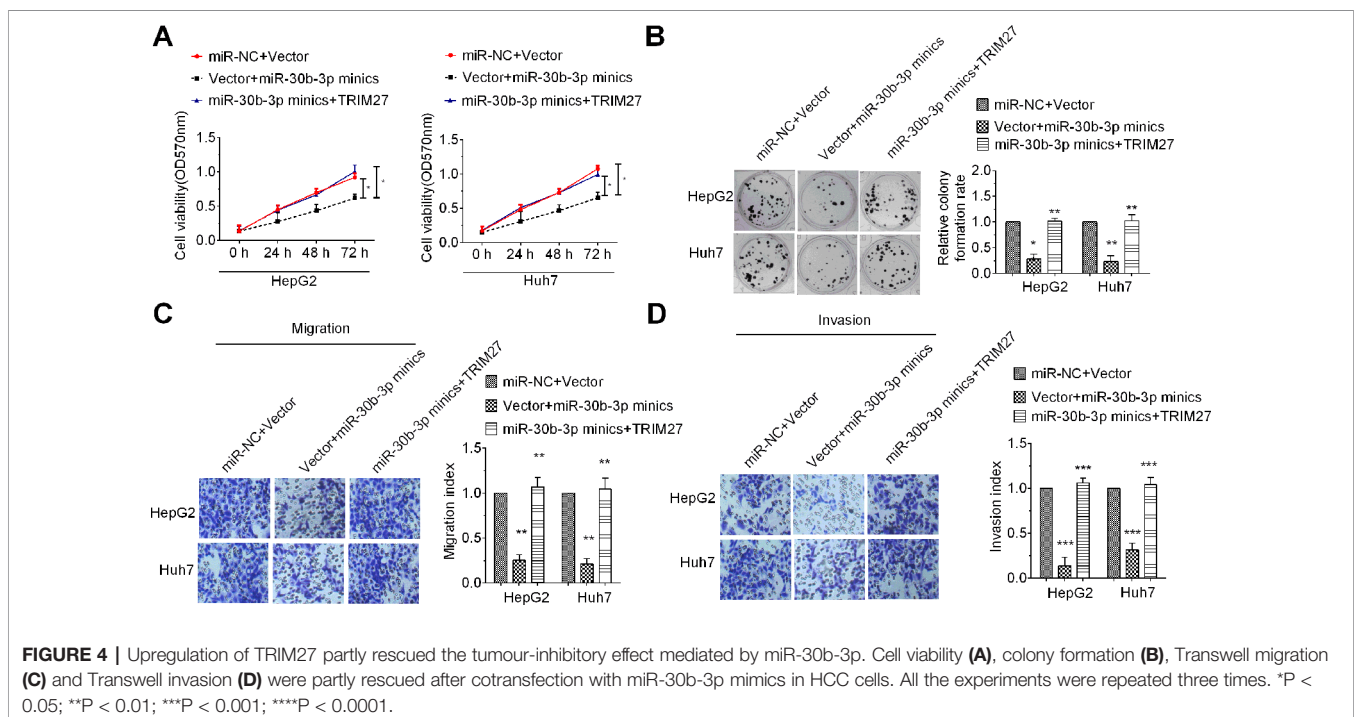 A
miR-NC+Vector
Vector+miR-30b-3p minics
miR-30b-3p minics+TRIM27
Cell viability(OD570nm)
1.5
1.0
0.5
0.0
0 h 24 h 48 h 72 h
* *
HepG2
miR-NC+Vector
Vector+miR-30b-3p minics
miR-30b-3p minics+TRIM27
Cell viability(OD570nm)
1.5
1.0
0.5
0.0
0 h 24 h 48 h 72 h
* *
Huh7
B
miR-NC+Vector
Vector+miR-30b-3p minics
miR-30b-3p minics+TRIM27
HepG2
Huh7
miR-NC+Vector
Vector+miR-30b-3p minics
miR-30b-3p minics+TRIM27
Relative colony
formation rate
2.0
1.5
1.0
0.5
0.0
* ** ** **
HepG2 Huh7
C
Migration
miR-NC+Vector
Vector+miR-30b-3p minics
miR-30b-3p minics+TRIM27
HepG2
Huh7
miR-NC+Vector
Vector+miR-30b-3p minics
miR-30b-3p minics+TRIM27
Migration index
1.5
1.0
0.5
0.0
** ** ** **
HepG2 Huh7
D
Invasion
miR-NC+Vector
Vector+miR-30b-3p minics
miR-30b-3p minics+TRIM27
HepG2
Huh7
miR-NC+Vector
Vector+miR-30b-3p minics
miR-30b-3p minics+TRIM27
Invasion index
1.5
1.0
0.5
0.0
*** *** *** ***
HepG2 Huh7
FIGURE 4 | Upregulation of TRIM27 partly rescued the tumour-inhibitory effect mediated by miR-30b-3p. Cell viability (A), colony formation (B), Transwell migration
(C) and Transwell invasion (D) were partly rescued after cotransfection with miR-30b-3p mimics in HCC cells. All the experiments were repeated three times. *P <
0.05; **P < 0.01; ***P < 0.001; ****P < 0.0001.